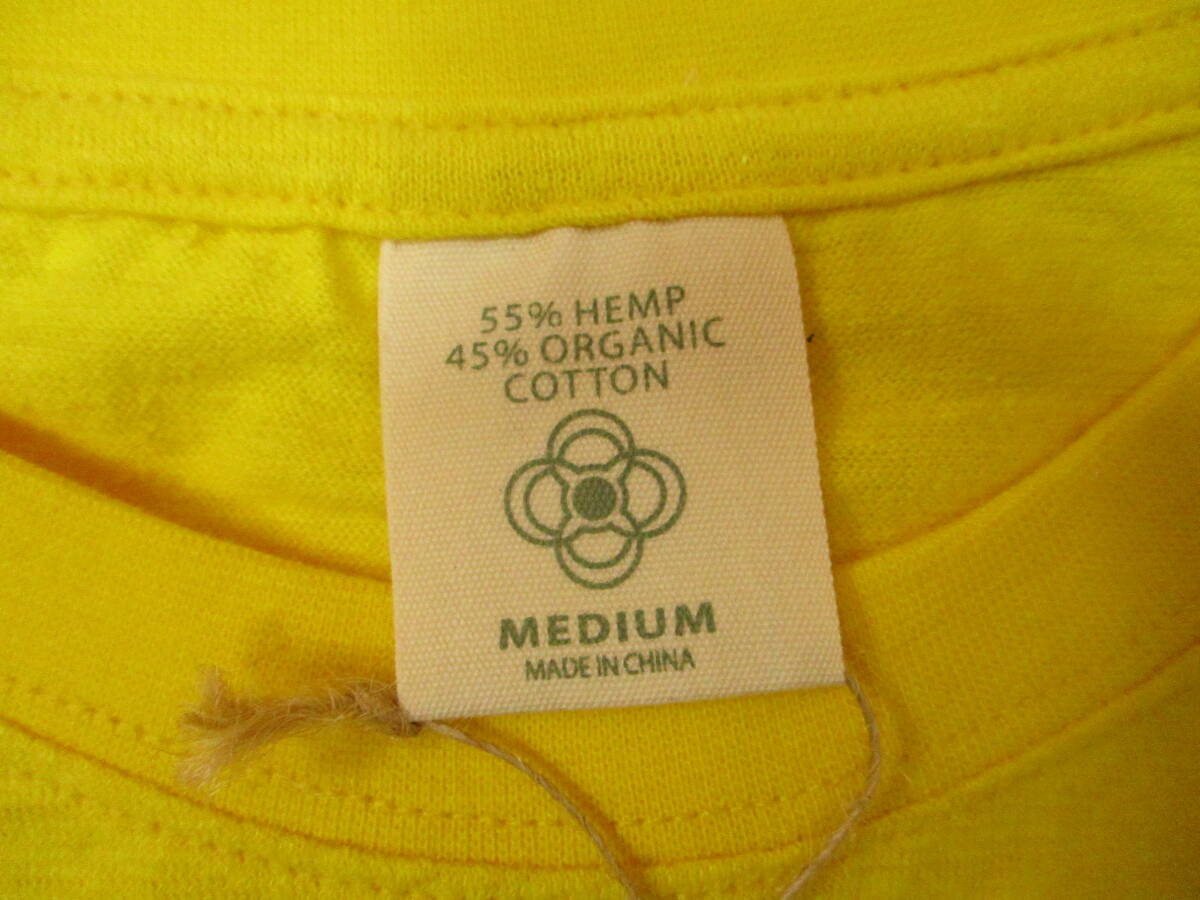 55% HEMP
45% ORGANIC
COTTON
MEDIUM
MADE IN CHINA